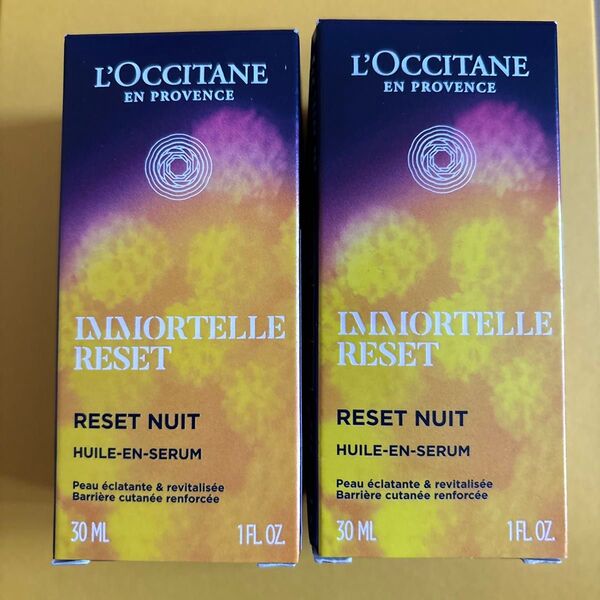 L'OCCITANE
EN PROVENCE
IMMORTELLE
RESET
RESET NUIT
HUILE-EN-SERUM
Peau éclatante & revitalisée
Barrière cutanée renforcée
30 ML 1 FL. OZ.
L'OCCITANE
EN PROVENCE
IMMORTELLE
RESET
RESET NUIT
HUILE-EN-SERUM
Peau éclatante & revitalisée
Barrière cutanée renforcée
30 ML 1 FL. OZ.